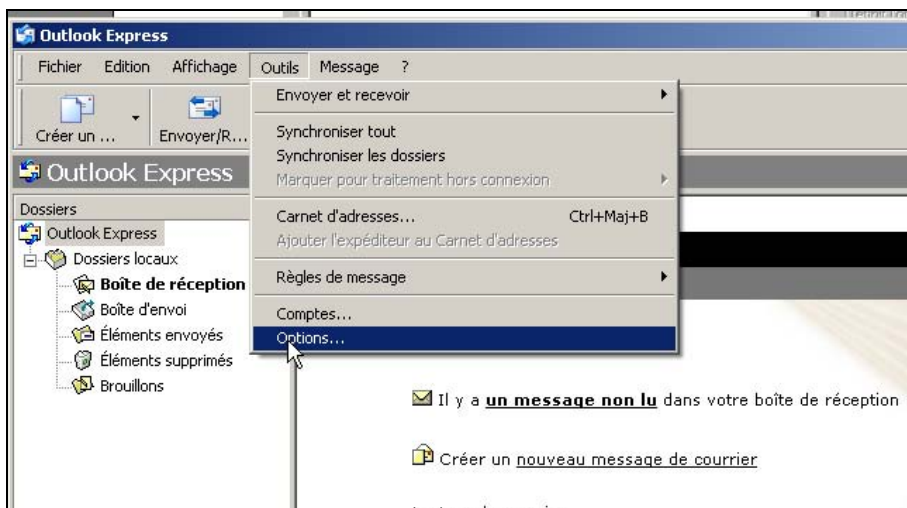 Outlook Express
Fichier Edition Affichage Outils Message ?
Créer un ... Envoyer/R...
Outlook Express
Dossiers
Outlook Express
Dossiers locaux
Boîte de réception
Boîte d'envoi
Éléments envoyés
Éléments supprimés
Brouillons
Envoyer et recevoir
Synchroniser tout
Synchroniser les dossiers
Marquer pour traitement hors connexion
Carnet d'adresses... Ctrl+Maj+B
Ajouter l'expéditeur au Carnet d'adresses
Règles de message
Comptes...
Options...
Il y a un message non lu dans votre boîte de réception
Créer un nouveau message de courrier